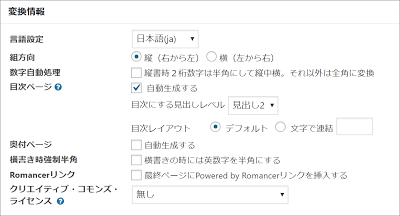 変換情報
言語設定 日本語(ja)
組方向 縦（右から左） 横（左から右）
数字自動処理 縦書時２桁数字は半角にして縦中横。それ以外は全角に変換
目次ページ 自動生成する
目次にする見出しレベル 見出し2
目次レイアウト デフォルト 文字で連結
奥付ページ 自動生成する
横書き時強制半角 横書きの時には英数字を半角にする
Romancerリンク 最終ページにPowered by Romancerリンクを挿入する
クリエイティブ・コモンズ・
ライセンス 無し